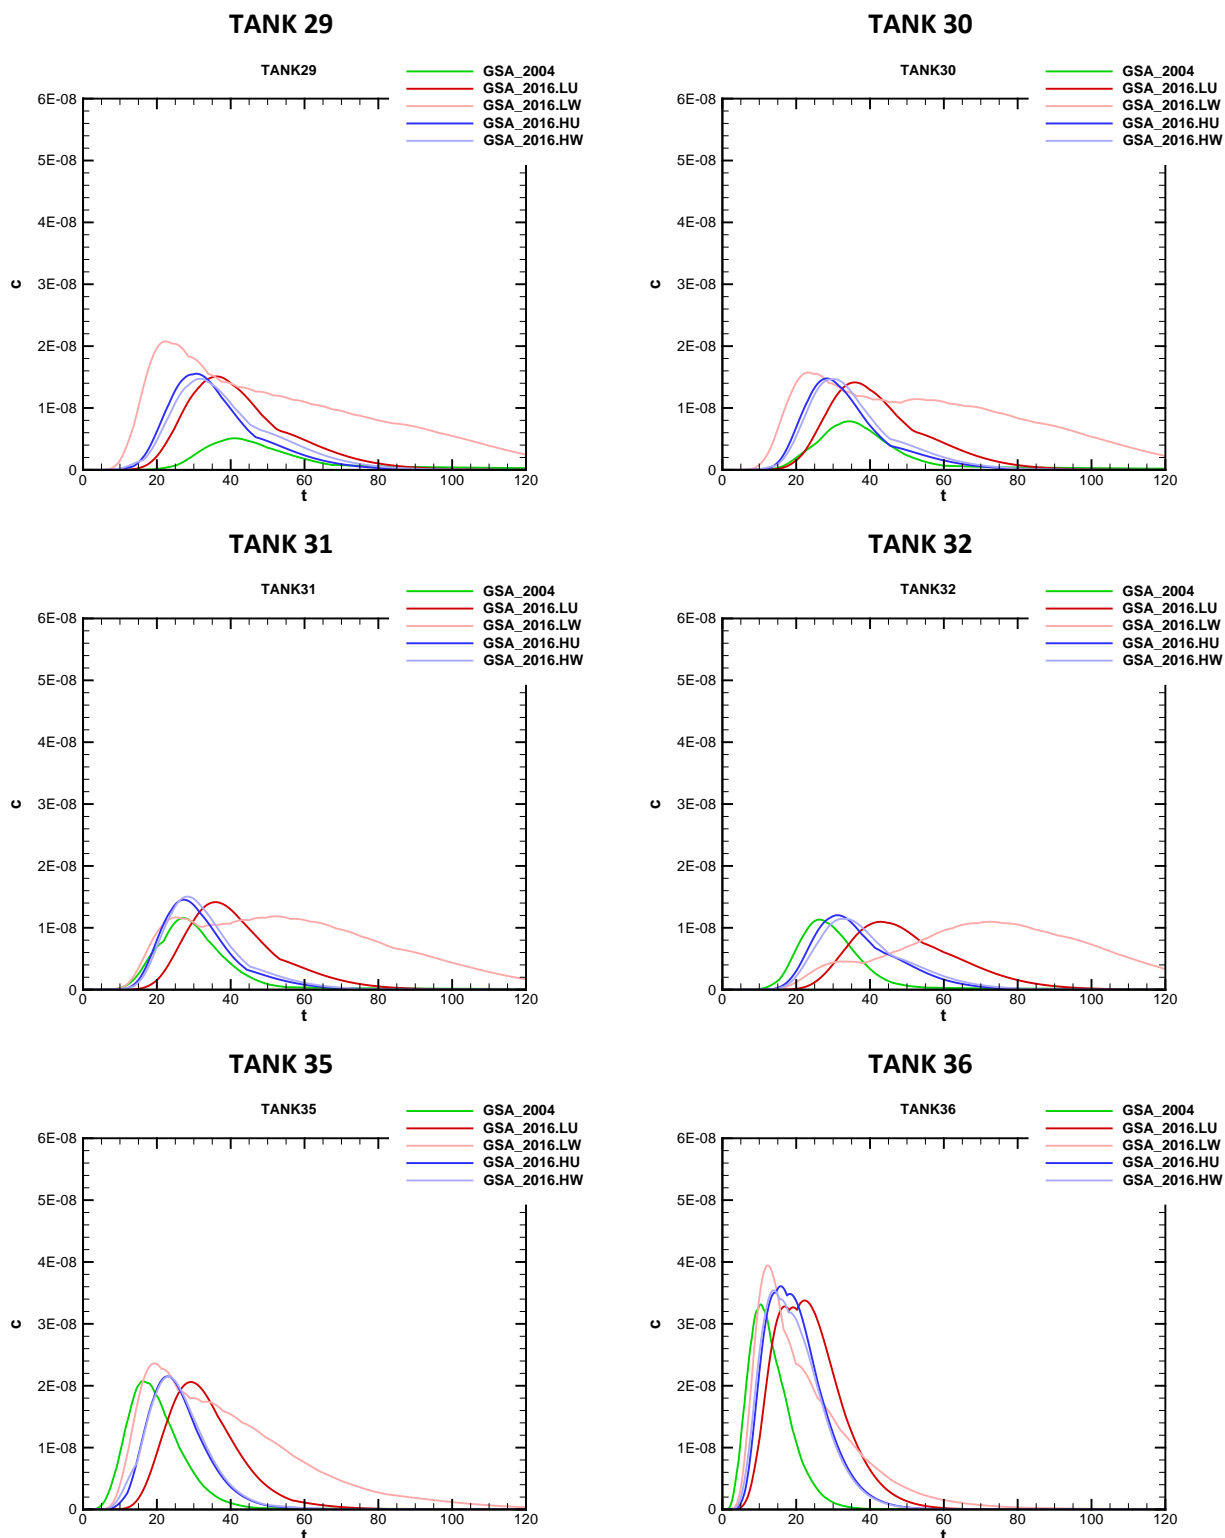 TANK 29
TANK29
GSA_2004
GSA_2016.LU
GSA_2016.LW
GSA_2016.HU
GSA_2016.HW
6E-08
5E-08
4E-08
3E-08
2E-08
1E-08
0
c
0 20 40 60 80 100 120
t
TANK 30
TANK30
GSA_2004
GSA_2016.LU
GSA_2016.LW
GSA_2016.HU
GSA_2016.HW
6E-08
5E-08
4E-08
3E-08
2E-08
1E-08
0
c
0 20 40 60 80 100 120
t
TANK 31
TANK31
GSA_2004
GSA_2016.LU
GSA_2016.LW
GSA_2016.HU
GSA_2016.HW
6E-08
5E-08
4E-08
3E-08
2E-08
1E-08
0
c
0 20 40 60 80 100 120
t
TANK 32
TANK32
GSA_2004
GSA_2016.LU
GSA_2016.LW
GSA_2016.HU
GSA_2016.HW
6E-08
5E-08
4E-08
3E-08
2E-08
1E-08
0
c
0 20 40 60 80 100 120
t
TANK 35
TANK35
GSA_2004
GSA_2016.LU
GSA_2016.LW
GSA_2016.HU
GSA_2016.HW
6E-08
5E-08
4E-08
3E-08
2E-08
1E-08
0
c
0 20 40 60 80 100 120
t
TANK 36
TANK36
GSA_2004
GSA_2016.LU
GSA_2016.LW
GSA_2016.HU
GSA_2016.HW
6E-08
5E-08
4E-08
3E-08
2E-08
1E-08
0
c
0 20 40 60 80 100 120
t